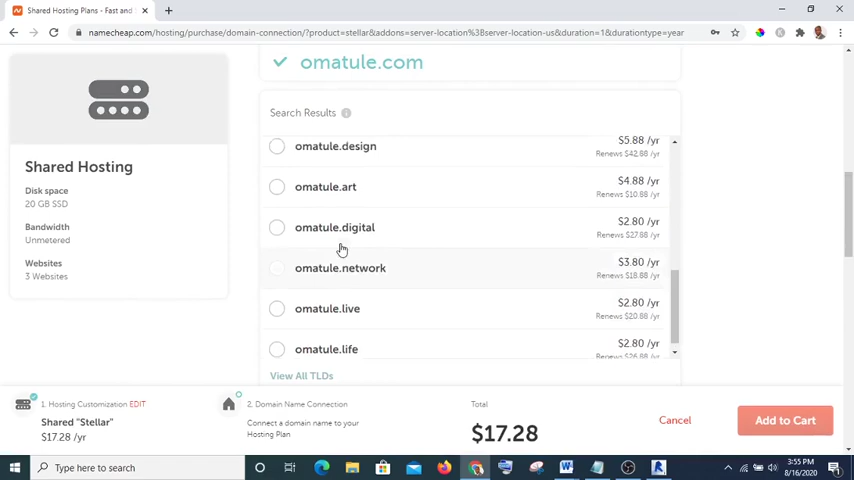 Shared Hosting Plans - Fast and S
namecheap.com/hosting/purchase/domain-connection/?product=stellar&addons=server-location%3Bserver-location-us&duration=1&durationtype=year
omatule.com
Search Results
Shared Hosting
Disk space
20 GB SSD
Bandwidth
Unmetered
Websites
3 Websites
omatule.design $5.88 /yr
Renews $42.88 /yr
omatule.art $4.88 /yr
Renews $10.88 /yr
omatule.digital $2.80 /yr
Renews $27.88 /yr
omatule.network $3.80 /yr
Renews $18.88 /yr
omatule.live $2.80 /yr
Renews $20.88 /yr
omatule.life $2.80 /yr
Renews $26.88 /yr
View All TLDs
1. Hosting Customization EDIT
Shared "Stellar"
$17.28 /yr
2. Domain Name Connection
Connect a domain name to your
Hosting Plan
Total
$17.28
Cancel
Add to Cart
Type here to search
3:55 PM
8/16/2020